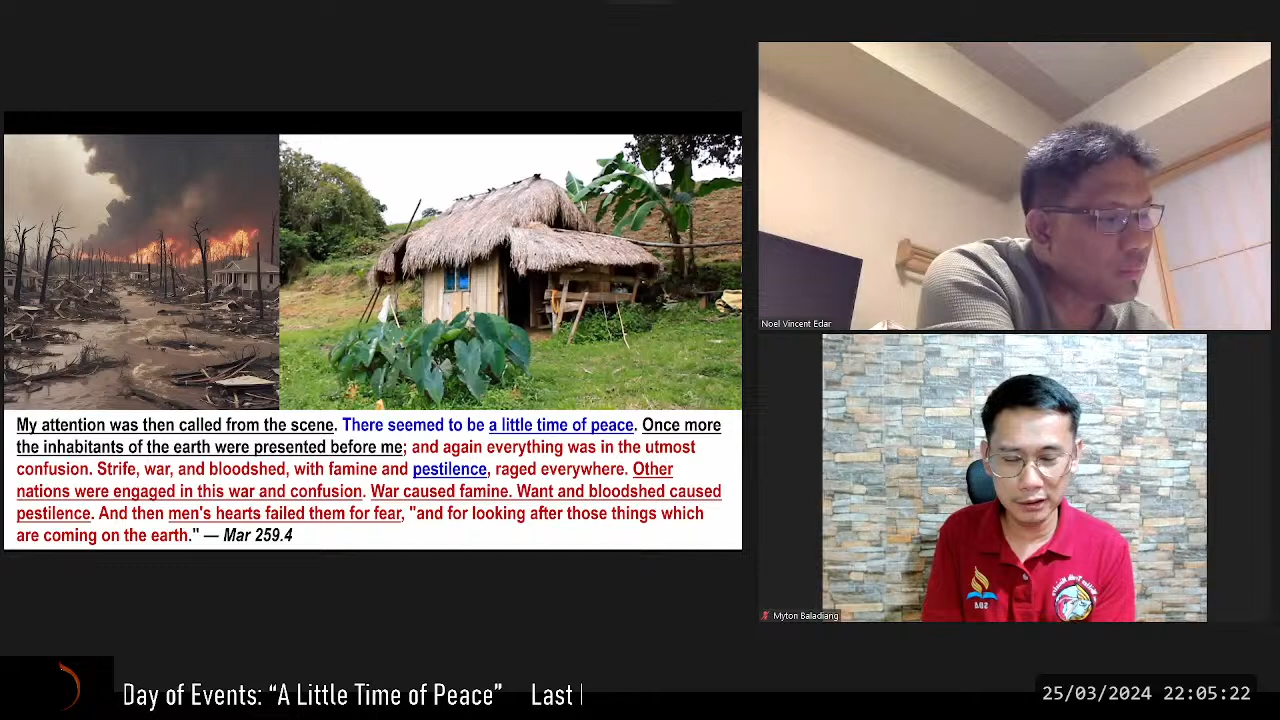 My attention was then called from the scene. There seemed to be a little time of peace. Once more
the inhabitants of the earth were presented before me; and again everything was in the utmost
confusion. Strife, war, and bloodshed, with famine and pestilence, raged everywhere. Other
nations were engaged in this war and confusion. War caused famine. Want and bloodshed caused
pestilence. And then men's hearts failed them for fear, "and for looking after those things which
are coming on the earth." — Mar 259.4
Noel Vincent Edar
SDA
Myton Baladiang
Day of Events: “A Little Time of Peace” Last
25/03/2024 22:05:22